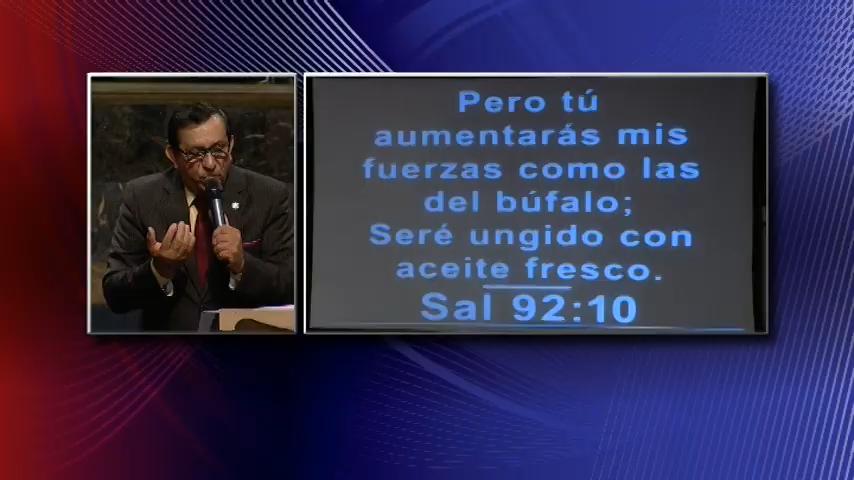 Pero tú
aumentarás mis
fuerzas como las
del búfalo;
Seré ungido con
aceite fresco.
Sal 92:10